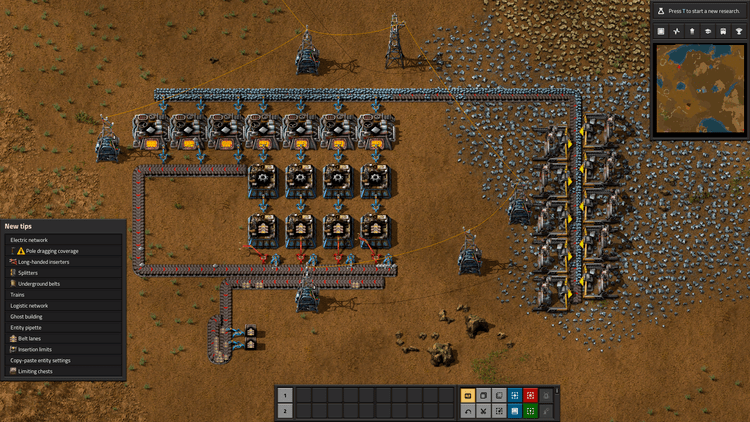 Press T to start a new research.
New tips
Electric network
Pole dragging coverage
Long-handed inserters
Splitters
Underground belts
Trains
Logistic network
Ghost building
Entity pipette
Belt lanes
Insertion limits
Copy-paste entity settings
Limiting chests
1
2